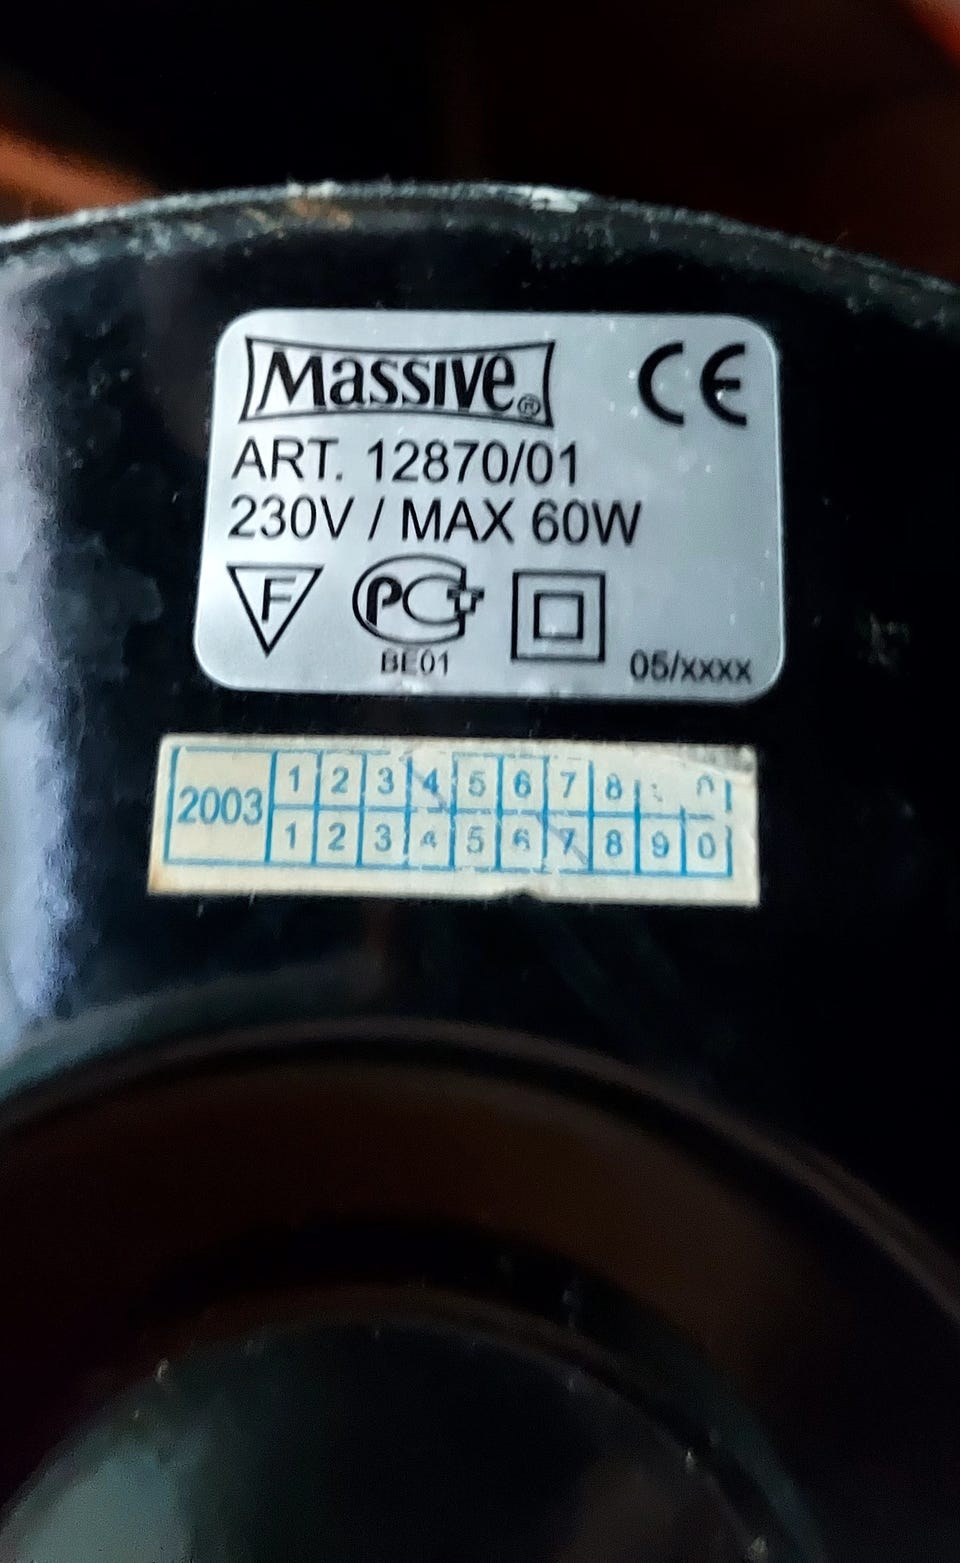 Massive® CE
ART. 12870/01
230V / MAX 60W
F PCT
BE01
05/xxxx
2003
1 2 3 4 5 6 7 8
1 2 3 4 5 6 7 8 9 0